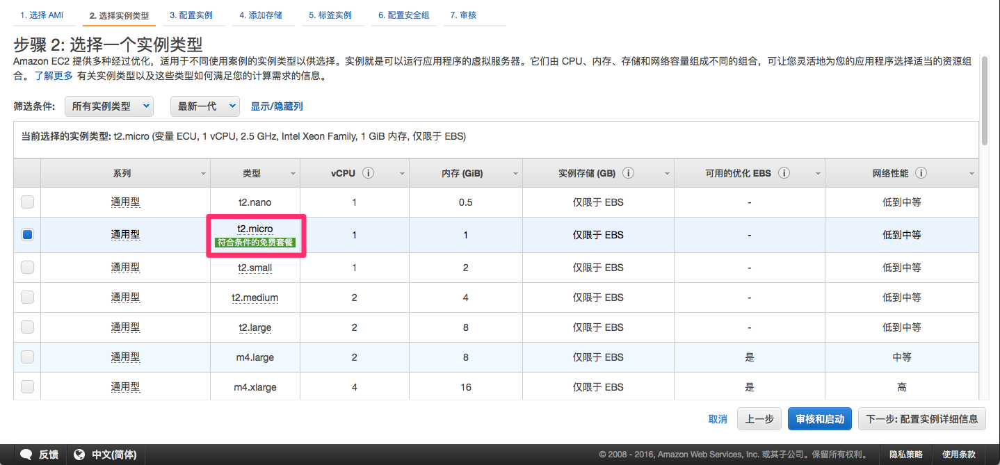 1. 选择 AMI 2. 选择实例类型 3. 配置实例 4. 添加存储 5. 标签实例 6. 配置安全组 7. 审核
步骤 2: 选择一个实例类型
Amazon EC2 提供多种经过优化，适用于不同使用案例的实例类型以供选择。实例就是可以运行应用程序的虚拟服务器。它们由 CPU、内存、存储和网络容量组成不同的组合，可让您灵活地为您的应用程序选择适当的资源组
合。 了解更多 有关实例类型以及这些类型如何满足您的计算需求的信息。
筛选条件: 所有实例类型 最新一代 显示/隐藏列
当前选择的实例类型: t2.micro (变量 ECU, 1 vCPU, 2.5 GHz, Intel Xeon Family, 1 GiB 内存, 仅限于 EBS)
系列 类型 vCPU 内存 (GiB) 实例存储 (GB) 可用的优化 EBS 网络性能
通用型 t2.nano 1 0.5 仅限于 EBS - 低到中等
通用型 t2.micro 1 1 仅限于 EBS - 低到中等
符合条件的免费套餐
通用型 t2.small 1 2 仅限于 EBS - 低到中等
通用型 t2.medium 2 4 仅限于 EBS - 低到中等
通用型 t2.large 2 8 仅限于 EBS - 低到中等
通用型 m4.large 2 8 仅限于 EBS 是 中等
通用型 m4.xlarge 4 16 仅限于 EBS 是 高
取消 上一步 审核和启动 下一步: 配置实例详细信息
反馈 中文(简体) © 2008 - 2016, Amazon Web Services, Inc. 或其子公司。保留所有权利。 隐私策略 使用条款